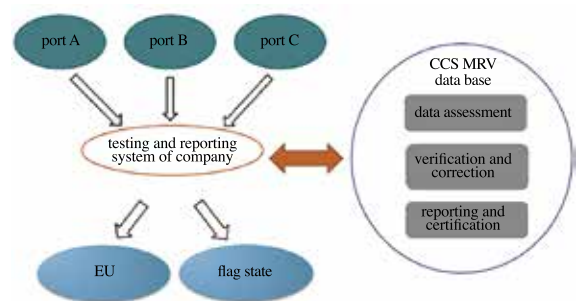 port A
port B
port C
testing and reporting
system of company
EU
flag state
CCS MRV
data base
data assessment
verification and
correction
reporting and
certification